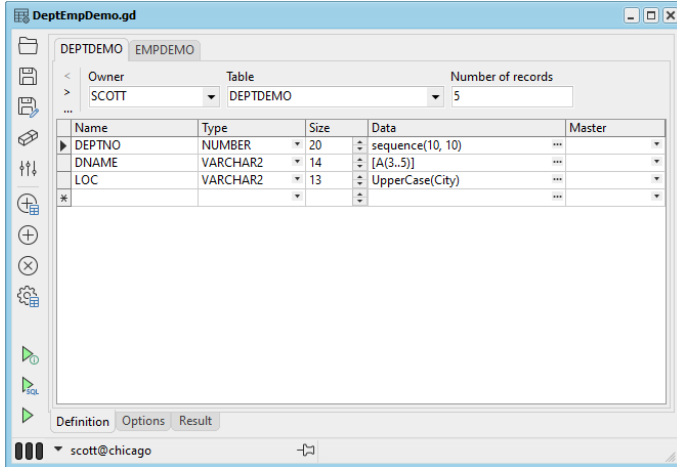 DeptEmpDemo.gd
DEPTDEMO EMPDEMO
< Owner Table Number of records
> SCOTT DEPTDEMO 5
...
Name Type Size Data Master
DEPTNO NUMBER 20 sequence(10, 10) ...
DNAME VARCHAR2 14 [A(3..5)] ...
LOC VARCHAR2 13 UpperCase(City) ...
* ...
SQL
Definition Options Result
scott@chicago